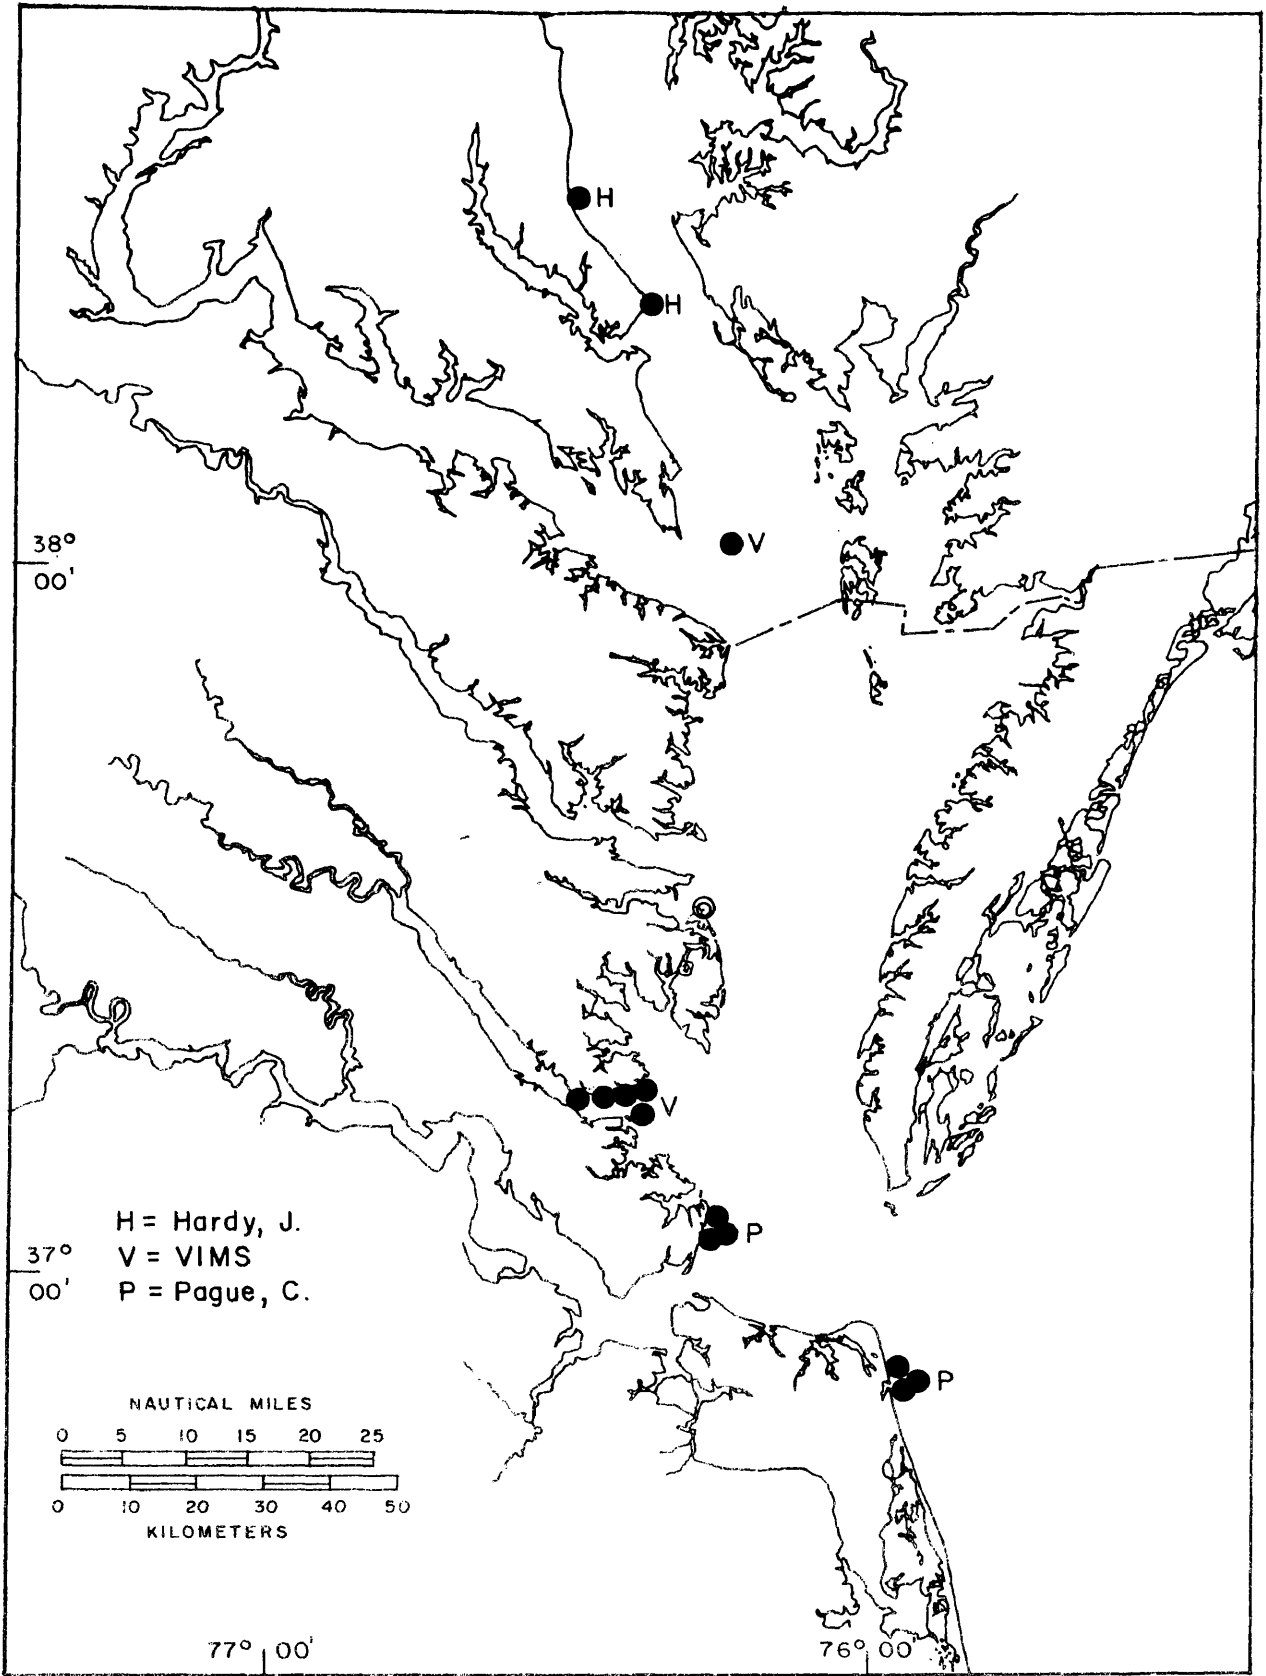 H
H
38°
00'
V
V
P
H = Hardy, J.
V = VIMS
P = Pague, C.
37°
00'
P
NAUTICAL MILES
0 5 10 15 20 25
0 10 20 30 40 50
KILOMETERS
77° 00'
76° 00'